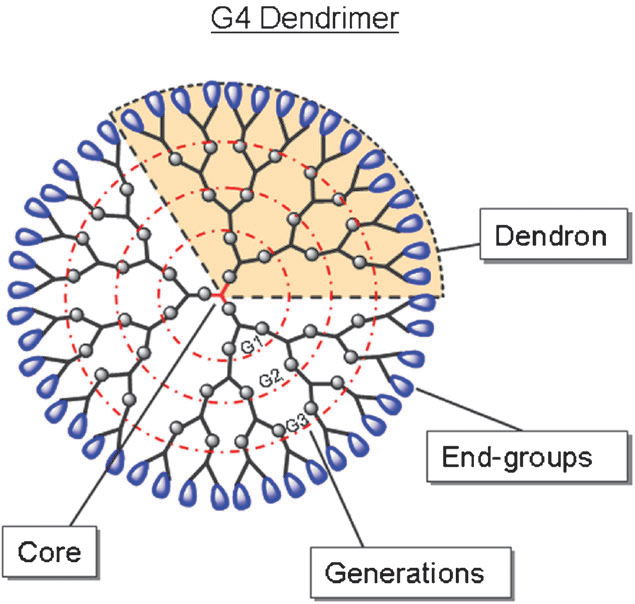 G4 Dendrimer
Dendron
G1
G2
G3
End-groups
Core
Generations